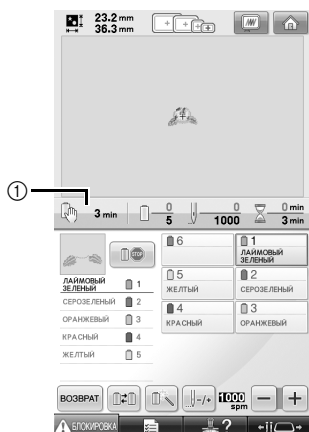 23.2 mm
36.3 mm
1
3 min
0
5
0
1000
0 min
3 min
6
1
ЛАЙМОВЫЙ
ЗЕЛЕНЫЙ
5
ЖЕЛТЫЙ
2
СЕРОЗЕЛЕНЫЙ
4
КРАСНЫЙ
3
ОРАНЖЕВЫЙ
STOP
ЛАЙМОВЫЙ
ЗЕЛЕНЫЙ 1
СЕРОЗЕЛЕНЫЙ 2
ОРАНЖЕВЫЙ 3
КРАСНЫЙ 4
ЖЕЛТЫЙ 5
ВОЗВРАТ
-/+
1000
spm
− +
БЛОКИРОВКА
?